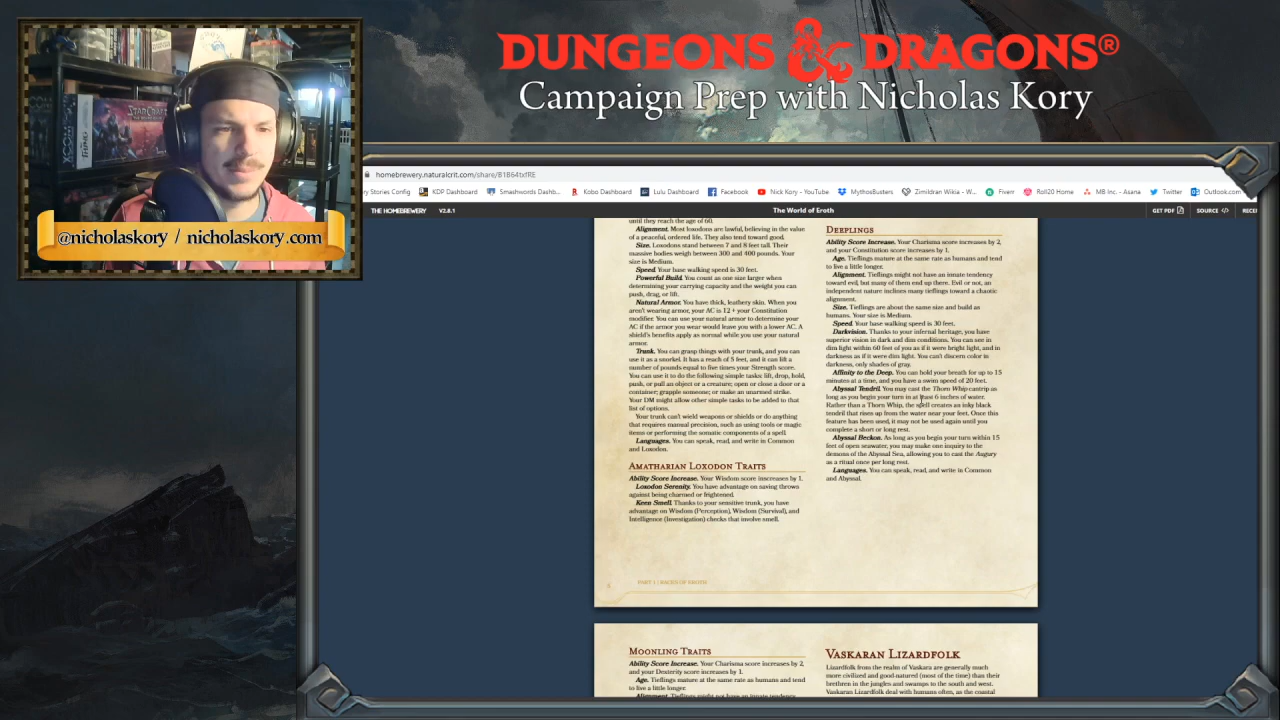 DUNGEONS & DRAGONS®
Campaign Prep with Nicholas Kory
STARCRAFT
XCOM
@nicholaskory / nicholaskory.com
homebrewery.naturalcrit.com/share/B1B64txfRE
ry Stories Config KDP Dashboard Smashwords Dashb... Kobo Dashboard Lulu Dashboard Facebook Nick Kory - YouTube MythosBusters Zimildran Wikia - W... Fiverr Roll20 Home MB Inc. - Asana Twitter Outlook.com
THE HOMEBREWERY V2.8.1 The World of Eroth GET PDF SOURCE RECE
until they reach the age of 60.
Alignment. Most loxodons are lawful, believing in the value
of a peaceful, ordered life. They also tend toward good.
Size. Loxodons stand between 7 and 8 feet tall. Their
massive bodies weigh between 300 and 400 pounds. Your
size is Medium.
Speed. Your base walking speed is 30 feet.
Powerful Build. You count as one size larger when
determining your carrying capacity and the weight you can
push, drag, or lift.
Natural Armor. You have thick, leathery skin. When you
aren't wearing armor, your AC is 12 + your Constitution
modifier. You can use your natural armor to determine your
AC if the armor you wear would leave you with a lower AC. A
shield's benefits apply as normal while you use your natural
armor.
Trunk. You can grasp things with your trunk, and you can
use it as a snorkel. It has a reach of 5 feet, and it can lift a
number of pounds equal to five times your Strength score.
You can use it to do the following simple tasks: lift, drop, hold,
push, or pull an object or a creature; open or close a door or a
container; grapple someone; or make an unarmed strike.
Your DM might allow other simple tasks to be added to that
list of options.
Your trunk can't wield weapons or shields or do anything
that requires manual precision, such as using tools or magic
items or performing the somatic components of a spell.
Languages. You can speak, read, and write in Common
and Loxodon.
AMATHARIAN LOXODON TRAITS
Ability Score Increase. Your Wisdom score inscreases by 1.
Loxodon Serenity. You have advantage on saving throws
against being charmed or frightened.
Keen Smell. Thanks to your sensitive trunk, you have
advantage on Wisdom (Perception), Wisdom (Survival), and
Intelligence (Investigation) checks that involve smell.
DEEPLINGS
Ability Score Increase. Your Charisma score increases by 2,
and your Constitution score increases by 1.
Age. Tieflings mature at the same rate as humans and tend
to live a little longer.
Alignment. Tieflings might not have an innate tendency
toward evil, but many of them end up there. Evil or not, an
independent nature inclines many tieflings toward a chaotic
alignment.
Size. Tieflings are about the same size and build as
humans. Your size is Medium.
Speed. Your base walking speed is 30 feet.
Darkvision. Thanks to your infernal heritage, you have
superior vision in dark and dim conditions. You can see in
dim light within 60 feet of you as if it were bright light, and in
darkness as if it were dim light. You can't discern color in
darkness, only shades of gray.
Affinity to the Deep. You can hold your breath for up to 15
minutes at a time, and you have a swim speed of 20 feet.
Abyssal Tendril. You may cast the Thorn Whip cantrip as
long as you begin your turn in at least 6 inches of water.
Rather than a Thorn Whip, the spell creates an inky black
tendril that rises up from the water near your feet. Once this
feature has been used, it may not be used again until you
complete a short or long rest.
Abyssal Beckon. As long as you begin your turn within 15
feet of open seawater, you may make one inquiry to the
demons of the Abyssal Sea, allowing you to cast the Augury
as a ritual once per long rest.
Languages. You can speak, read, and write in Common
and Abyssal.
PART 1 | RACES OF EROTH
MOONLING TRAITS
Ability Score Increase. Your Charisma score increases by 2,
and your Dexterity score increases by 1.
Age. Tieflings mature at the same rate as humans and tend
to live a little longer.
Alignment. Tieflings might not have an innate tendency
VASKARAN LIZARDFOLK
Lizardfolk from the realm of Vaskara are generally much
more civilized and good-natured (most of the time) than their
brethren in the jungles and swamps to the south and west.
Vaskaran Lizardfolk deal with humans often, as the coastal